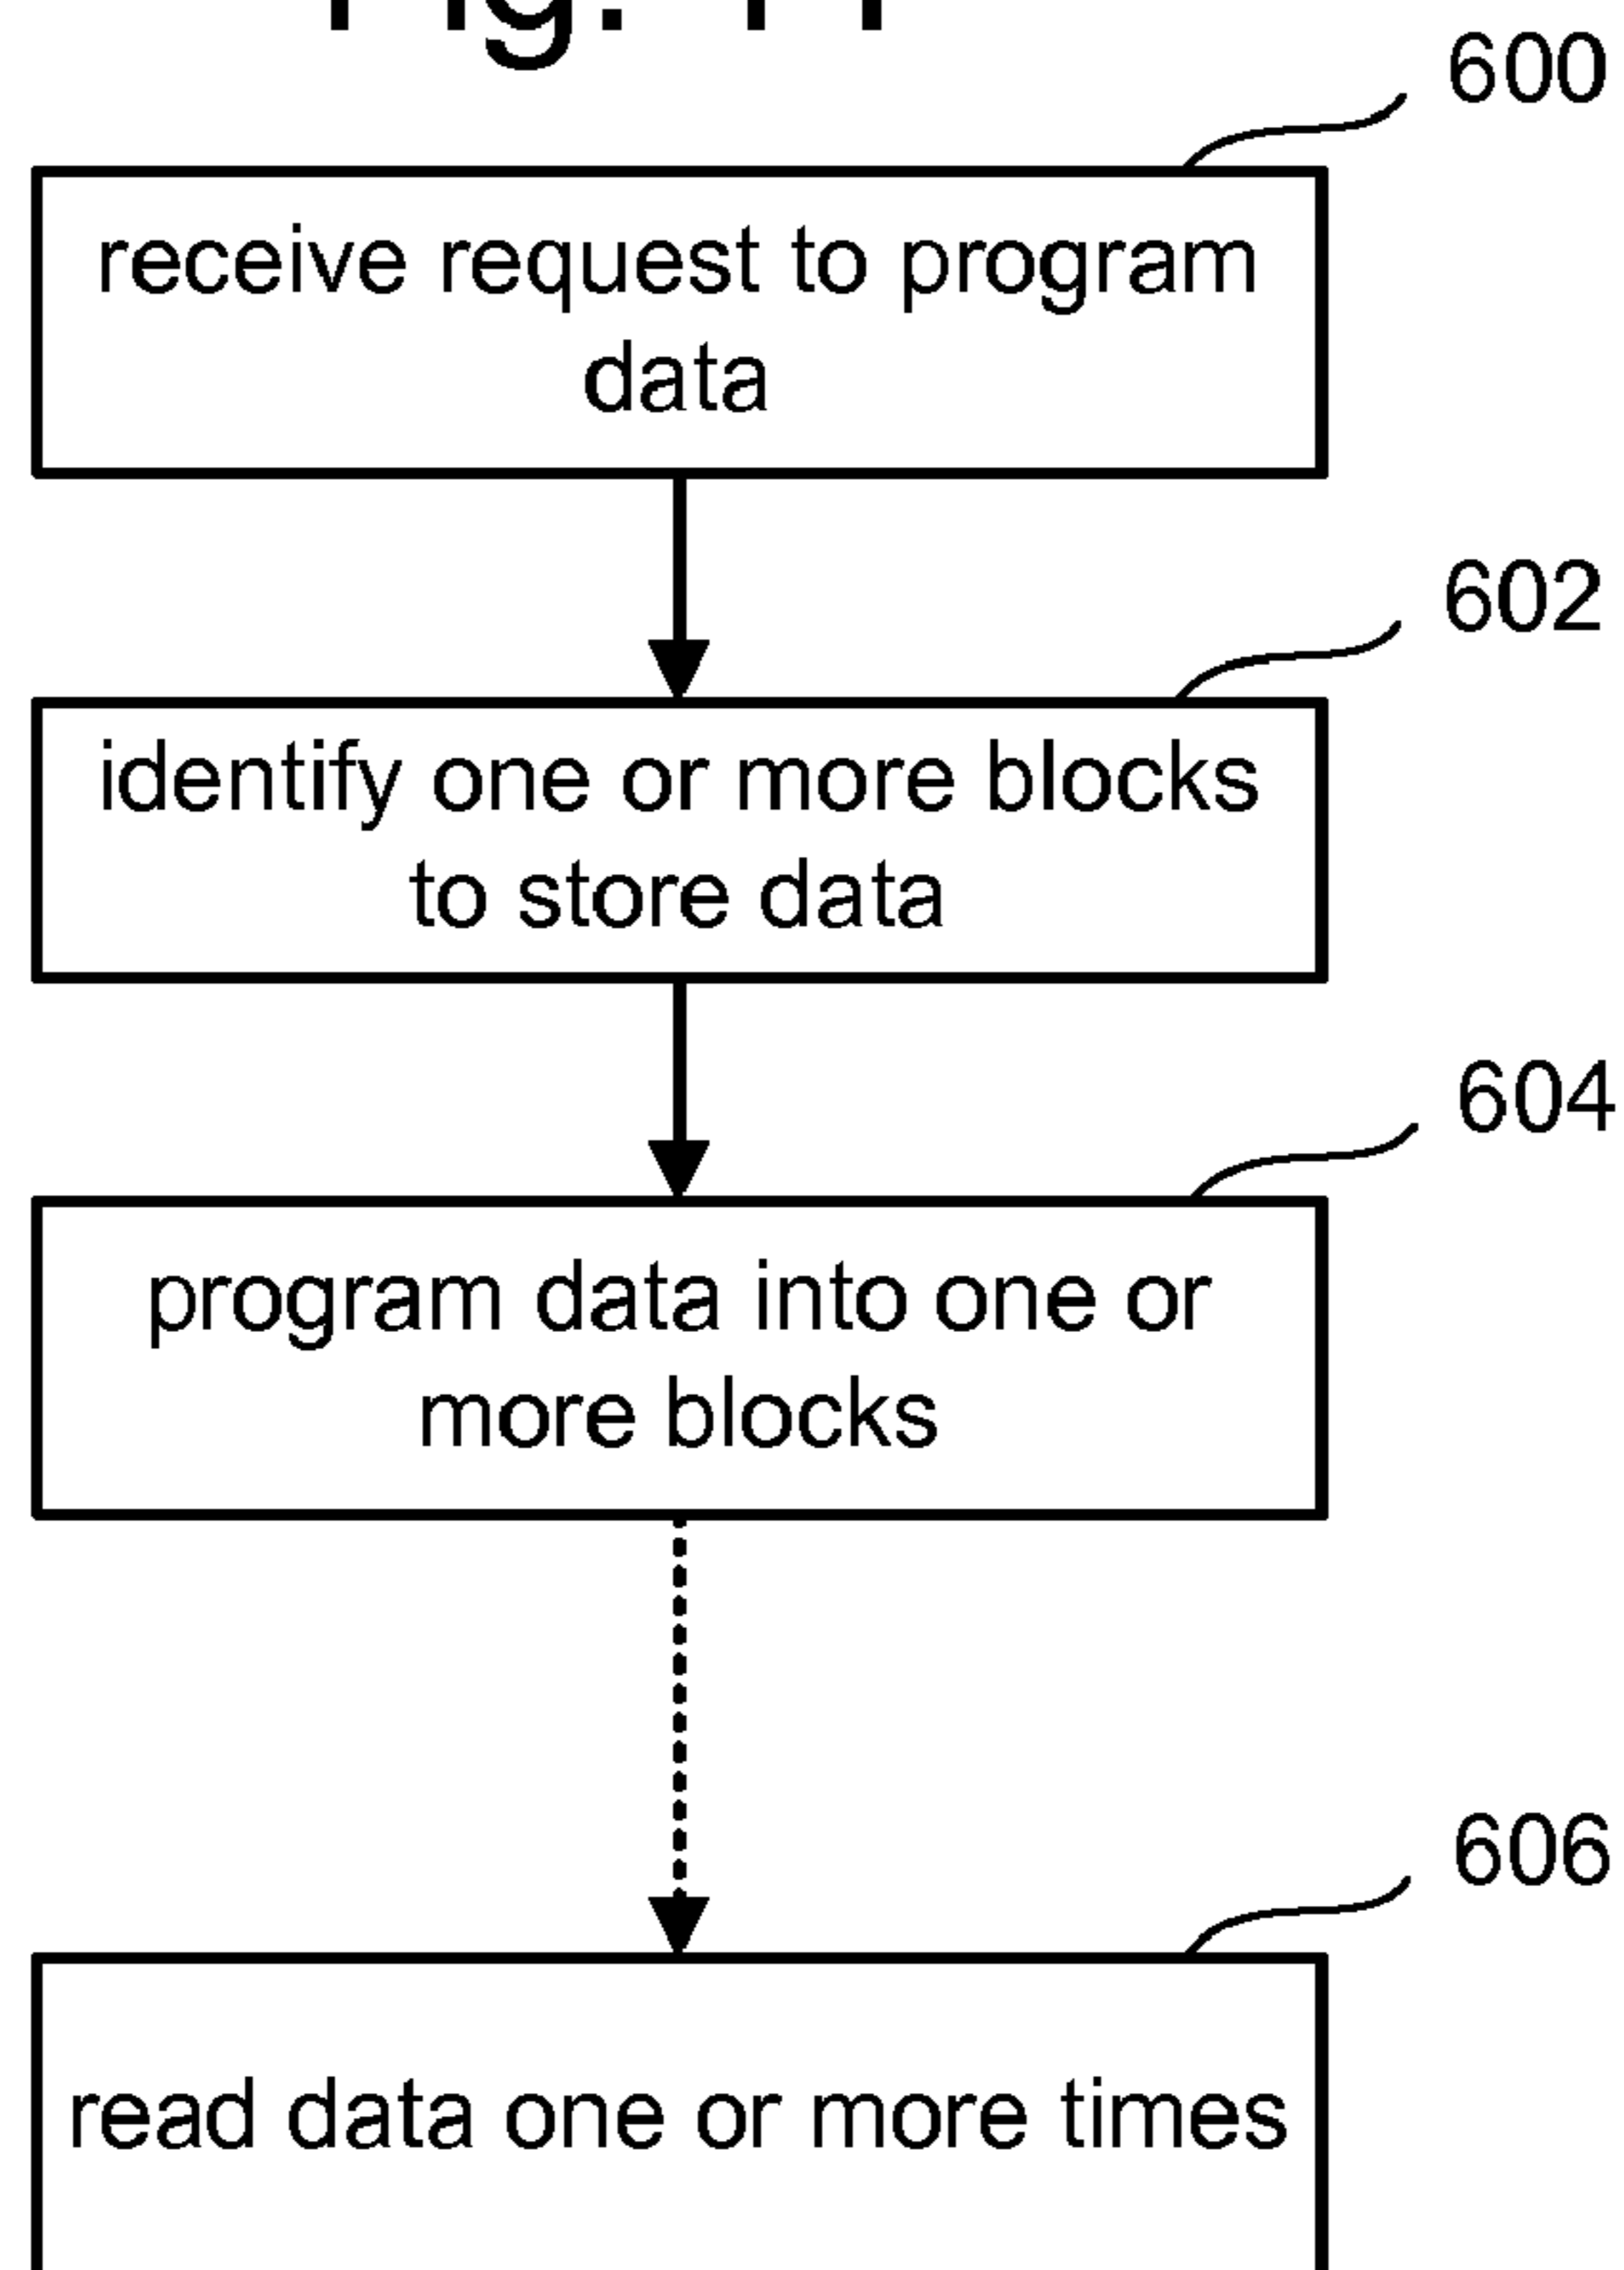 Fig.
600
receive request to program
data
602
identify one or more blocks
to store data
604
program data into one or
more blocks
606
read data one or more times